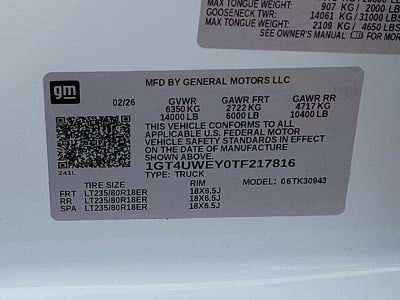 MAX TONGUE WEIGHT:
907 KG / 2000 LB
GOOSENECK TWR:
14061 KG/31000 LBS
MAX TONGUE WEIGHT:
2109 KG / 4650 LBS
SEE OWNER'S MANUAL FOR MORE
gm
MFD BY GENERAL MOTORS LLC
02/26 GVWR GAWR FRT GAWR RR
6350 KG 2722 KG 4717 KG
14000 LB 6000 LB 10400 LB
THIS VEHICLE CONFORMS TO ALL
APPLICABLE U.S. FEDERAL MOTOR
VEHICLE SAFETY STANDARDS IN EFFECT
ON THE DATE OF MANUFACTURE
1GT4UWEY0TF217816
TYPE: TRUCK
241L
TIRE SIZE RIM MODEL: 06TK30943
FRT LT235/80R18ER 18X6.5J
RR LT235/80R18ER 18X6.5J
SPA LT235/80R18ER 18X6.5J